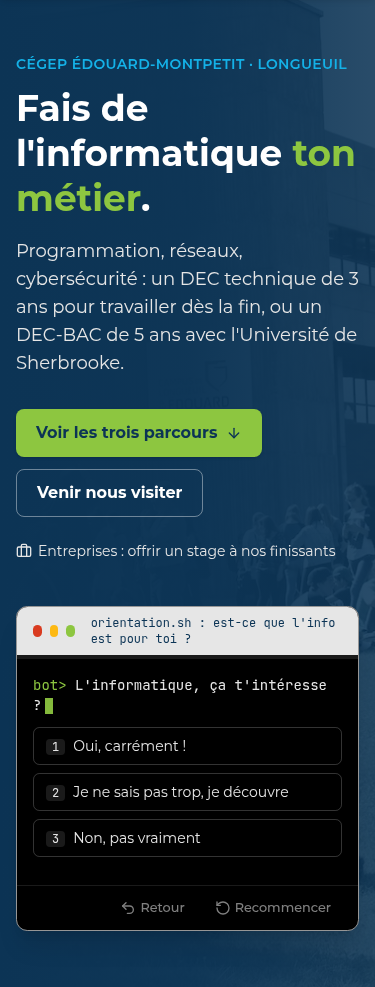 CÉGEP ÉDOUARD-MONTPETIT · LONGUEUIL
Fais de
l'informatique ton
métier.
Programmation, réseaux,
cybersécurité : un DEC technique de 3
ans pour travailler dès la fin, ou un
DEC-BAC de 5 ans avec l'Université de
Sherbrooke.
Voir les trois parcours ↓
Venir nous visiter
Entreprises : offrir un stage à nos finissants
orientation.sh : est-ce que l'info
est pour toi ?
bot> L'informatique, ça t'intéresse
?
1 Oui, carrément !
2 Je ne sais pas trop, je découvre
3 Non, pas vraiment
Retour Recommencer